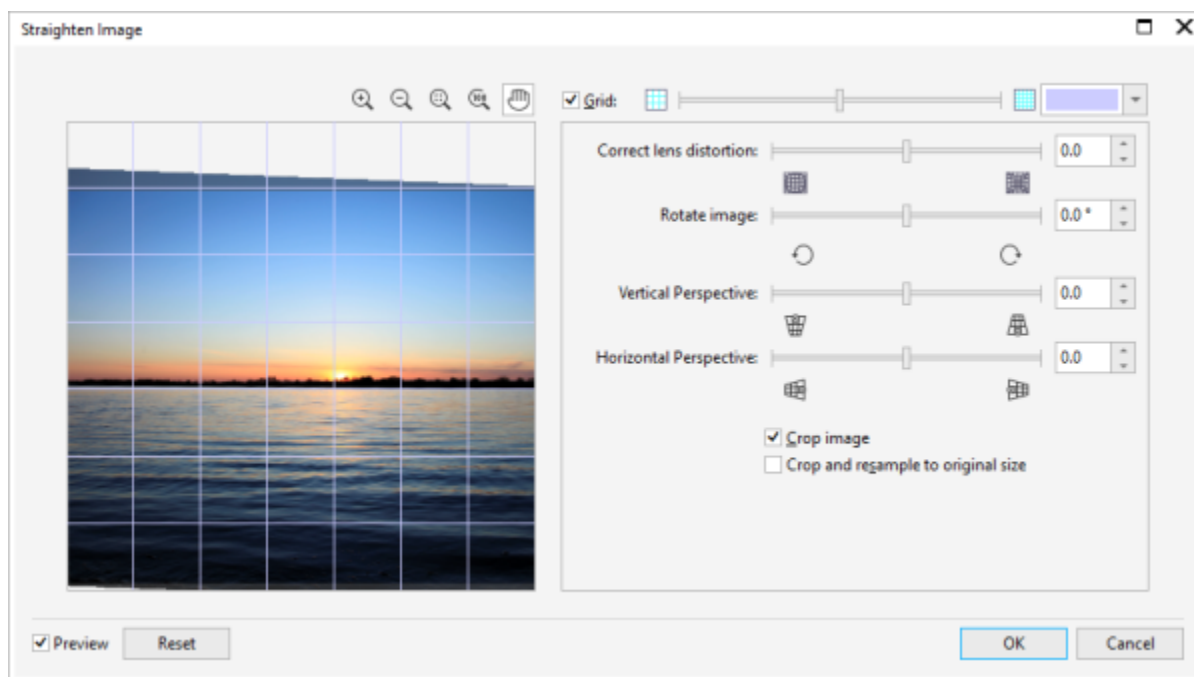 Straighten Image
Grid:
Correct lens distortion: 0.0
Rotate image: 0.0 °
Vertical Perspective: 0.0
Horizontal Perspective: 0.0
Crop image
Crop and resample to original size
Preview Reset OK Cancel